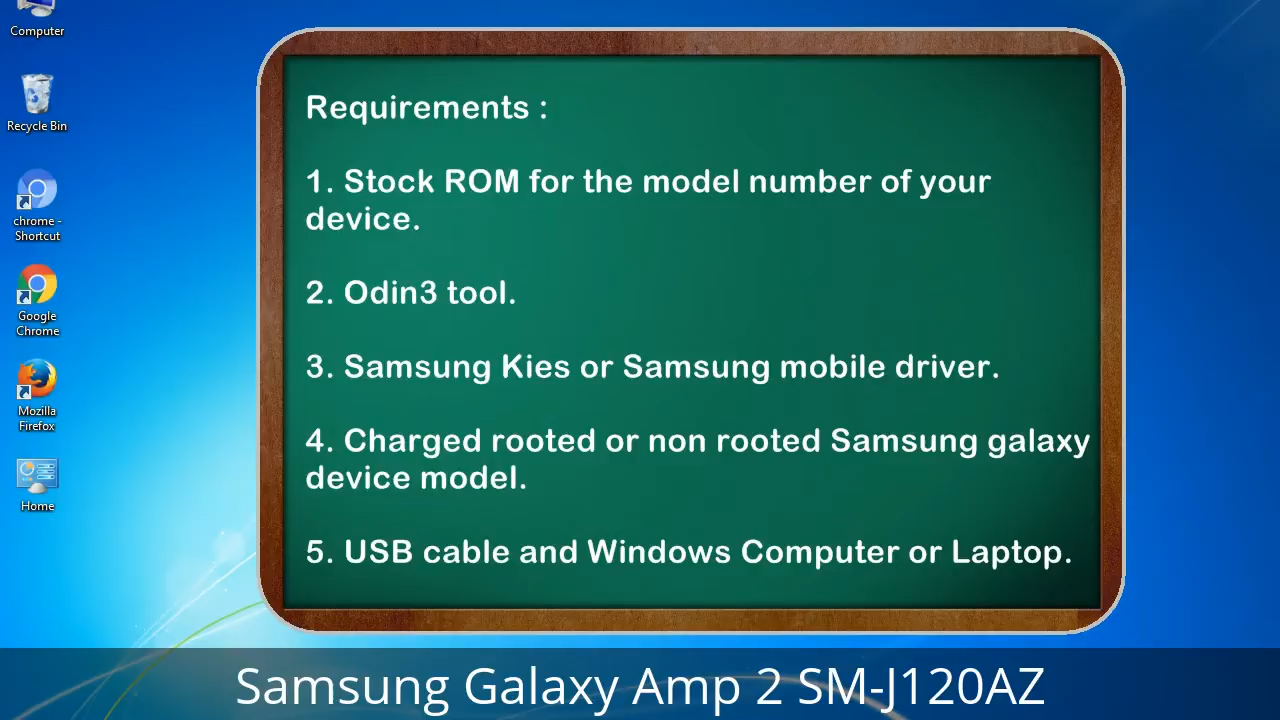 Computer
Recycle Bin
chrome -
Shortcut
Google
Chrome
Mozilla
Firefox
Home
Requirements :
1. Stock ROM for the model number of your
device.
2. Odin3 tool.
3. Samsung Kies or Samsung mobile driver.
4. Charged rooted or non rooted Samsung galaxy
device model.
5. USB cable and Windows Computer or Laptop.
Samsung Galaxy Amp 2 SM-J120AZ